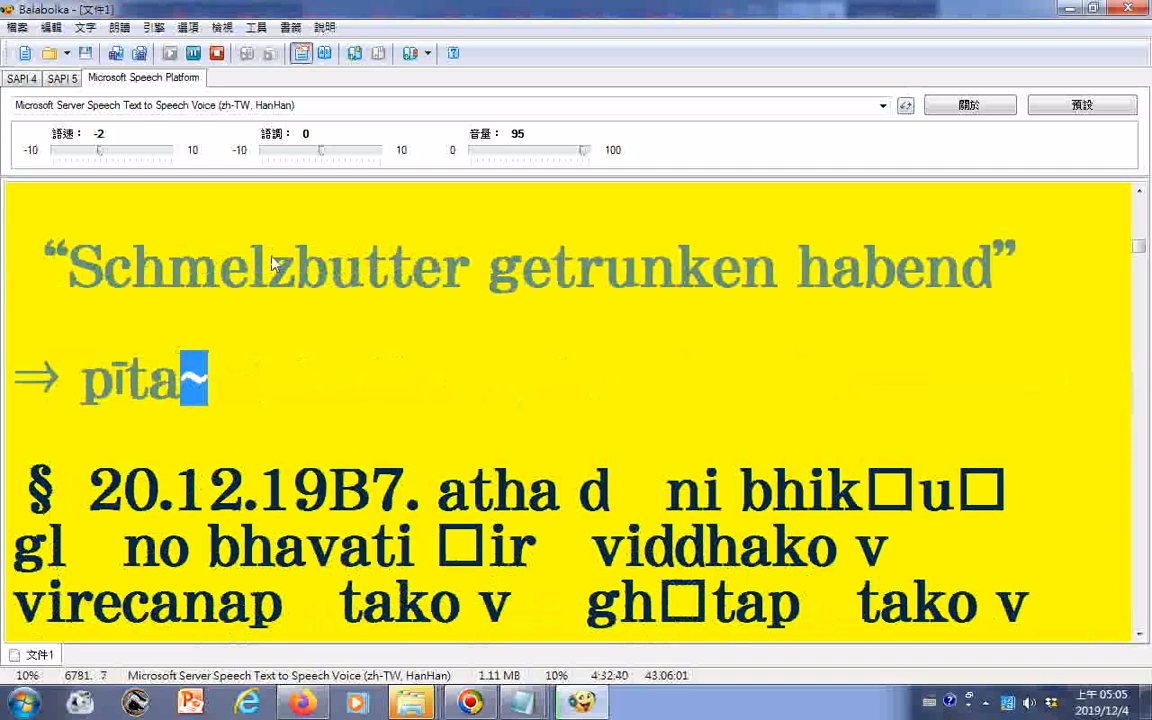 Balabolka - [文件1]
檔案 編輯 文字 朗讀 引擎 選項 檢視 工具 書籤 說明
SAPI 4 SAPI 5 Microsoft Speech Platform
Microsoft Server Speech Text to Speech Voice (zh-TW, HanHan) 關於 預設
語速： -2 語調： 0 音量： 95
-10 10 -10 10 0 100
“Schmelzbutter getrunken habend”
⇒ pīta~
§ 20.12.19B7. atha d ni bhik□u□
gl no bhavati □ir viddhako v
virecanap tako v gh□tap tako v
文件1
10% 6781. 7 Microsoft Server Speech Text to Speech Voice (zh-TW, HanHan) 1.11 MB 10% 4:32:40 43:06:01
上午 05:05
2019/12/4